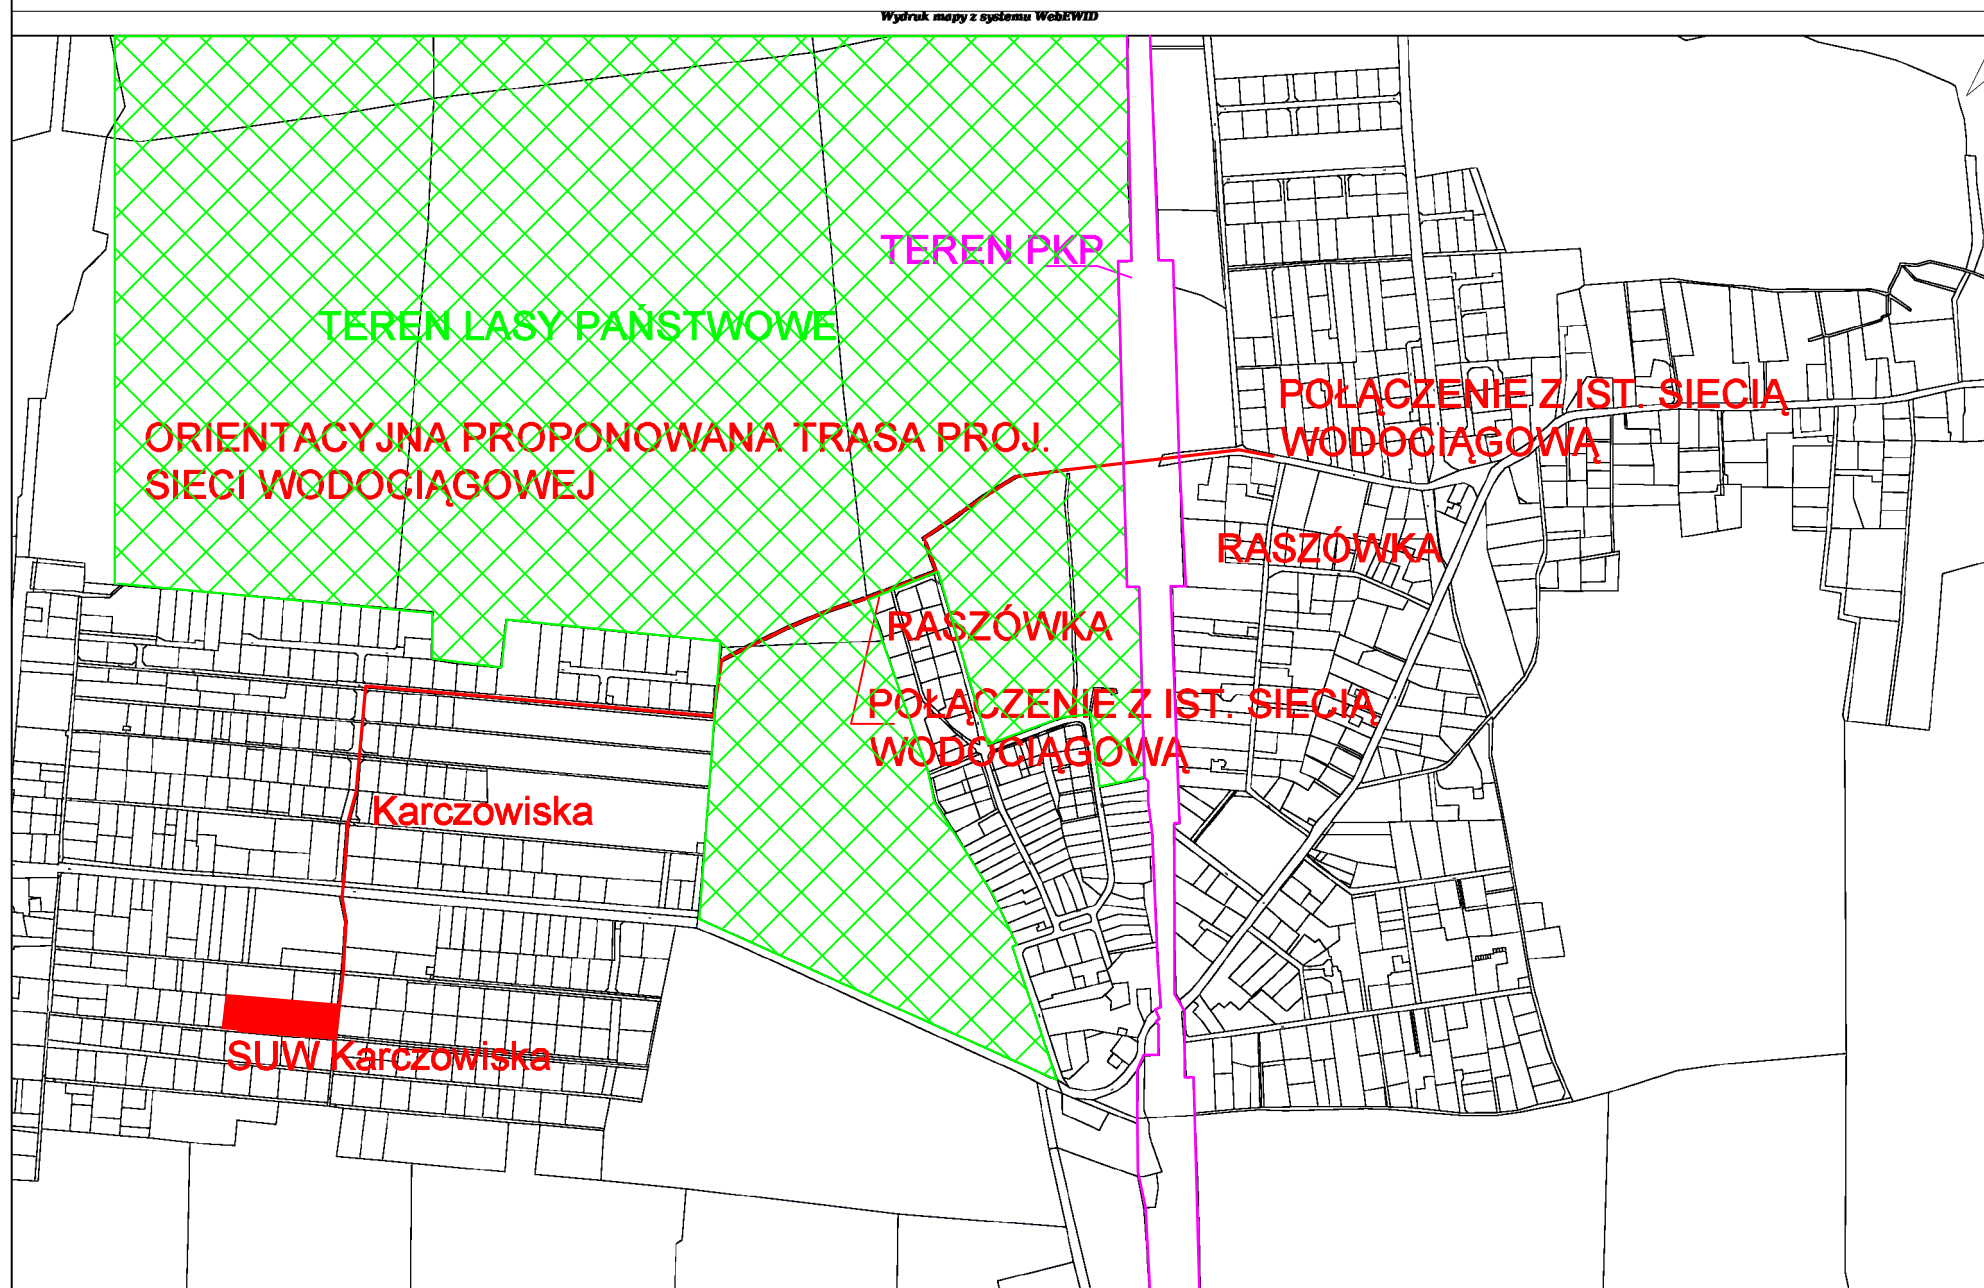 Wydruk mapy z systemu WebEWID
TEREN PKP
TEREN LASY PAŃSTWOWE
POŁĄCZENIE Z IST. SIECIĄ
WODOCIĄGOWĄ
ORIENTACYJNA PROPONOWANA TRASA PROJ.
SIECI WODOCIĄGOWEJ
RASZÓWKA
RASZÓWKA
POŁĄCZENIE Z IST. SIECIĄ
WODOCIĄGOWĄ
Karczowiska
SUW Karczowiska